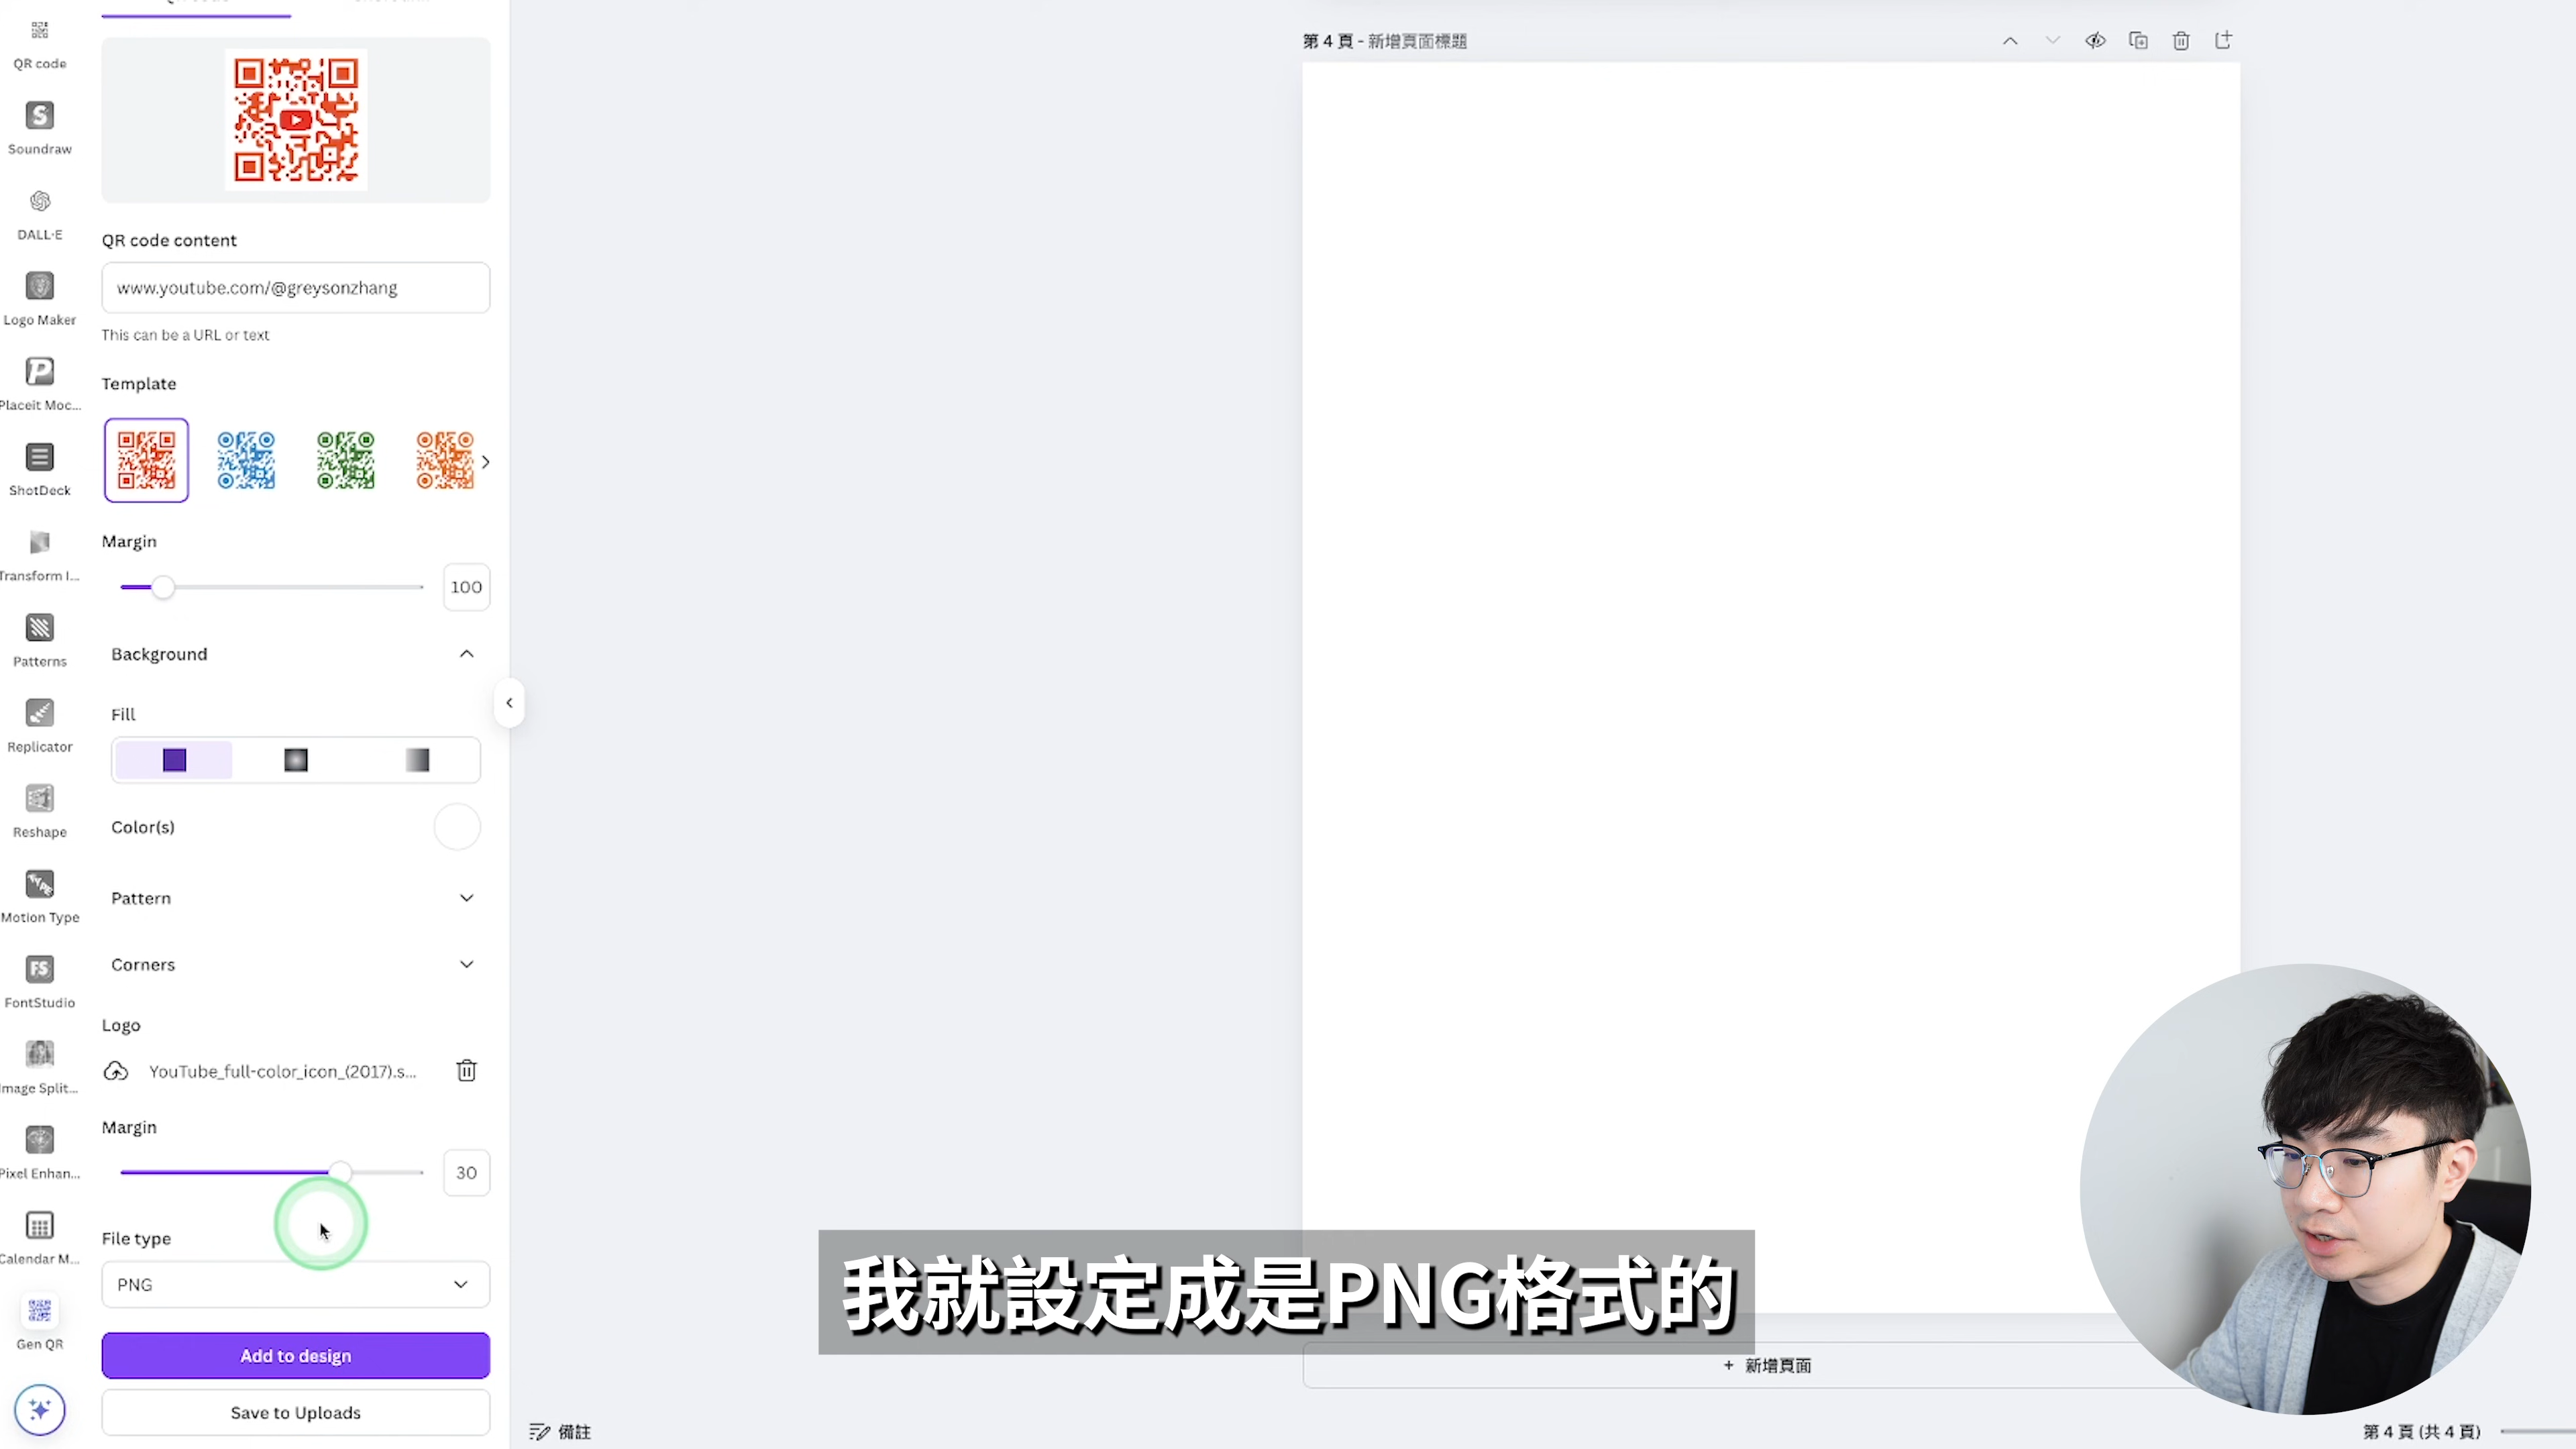 QR code
Soundraw
DALL·E
Logo Maker
Placeit Moc...
ShotDeck
Transform I...
Patterns
Replicator
Reshape
Motion Type
FontStudio
Image Split...
Pixel Enhan...
Calendar M...
Gen QR
QR code content
www.youtube.com/@greysonzhang
This can be a URL or text
Template
Margin
100
Background
Fill
Color(s)
Pattern
Corners
Logo
YouTube_full-color_icon_(2017).s...
Margin
30
File type
PNG
Add to design
Save to Uploads
第 4 頁 - 新增頁面標題
我就設定成是PNG格式的
+ 新增頁面
備註
第 4 頁 (共 4 頁)